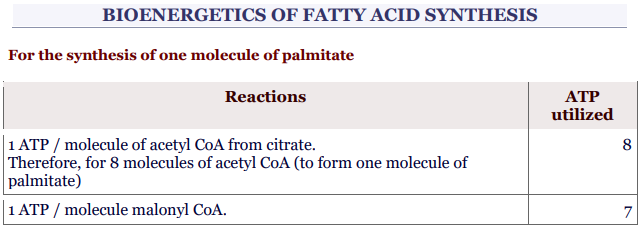 BIOENERGETICS OF FATTY ACID SYNTHESIS
For the synthesis of one molecule of palmitate
Reactions
ATP
utilized
1 ATP / molecule of acetyl CoA from citrate.
Therefore, for 8 molecules of acetyl CoA (to form one molecule of
palmitate)
8
1 ATP / molecule malonyl CoA.
7